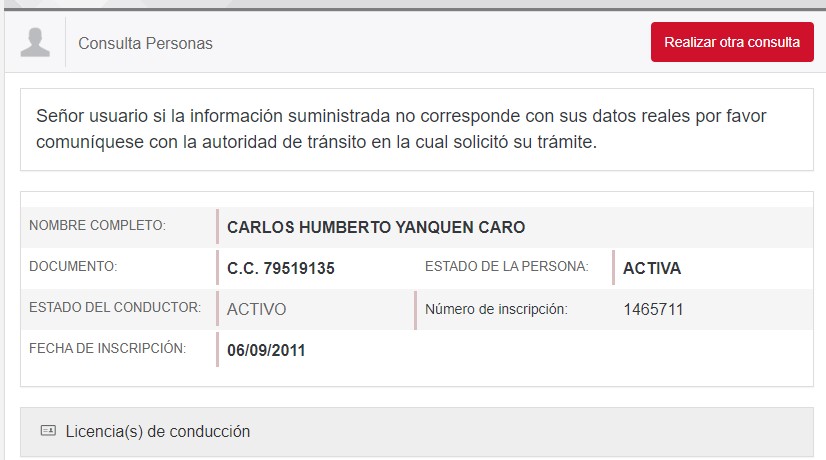 Consulta Personas
Realizar otra consulta
Señor usuario si la información suministrada no corresponde con sus datos reales por favor
comuníquese con la autoridad de tránsito en la cual solicitó su trámite.
NOMBRE COMPLETO: CARLOS HUMBERTO YANQUEN CARO
DOCUMENTO: C.C. 79519135 ESTADO DE LA PERSONA: ACTIVA
ESTADO DEL CONDUCTOR: ACTIVO Número de inscripción: 1465711
FECHA DE INSCRIPCIÓN: 06/09/2011
Licencia(s) de conducción